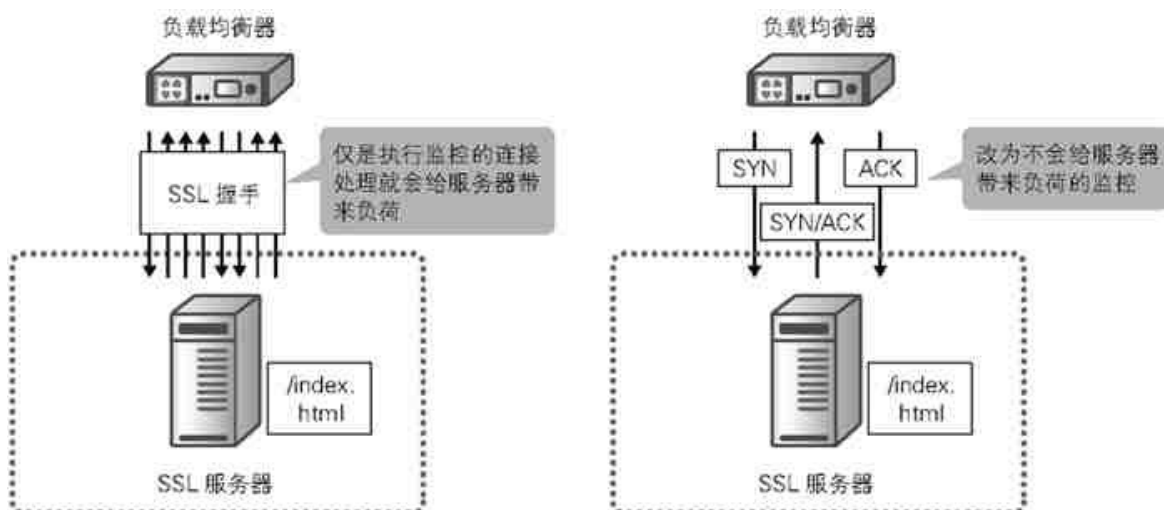 负载均衡器
仅是执行监控的连接
处理就会给服务器带
来负荷
SSL 握手
/index.
html
SSL 服务器
负载均衡器
SYN
ACK
SYN/ACK
改为不会给服务器
带来负荷的监控
/index.
html
SSL 服务器